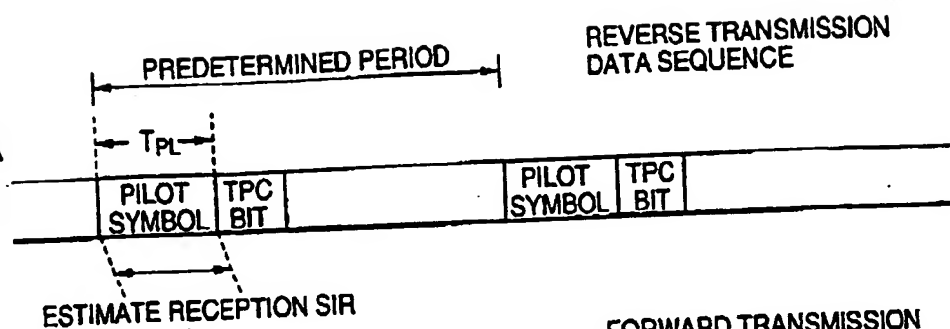 REVERSE TRANSMISSION
DATA SEQUENCE
PREDETERMINED PERIOD
TPL
PILOT SYMBOL
TPC BIT
PILOT SYMBOL
TPC BIT
ESTIMATE RECEPTION SIR
FORWARD TRANSMISSION